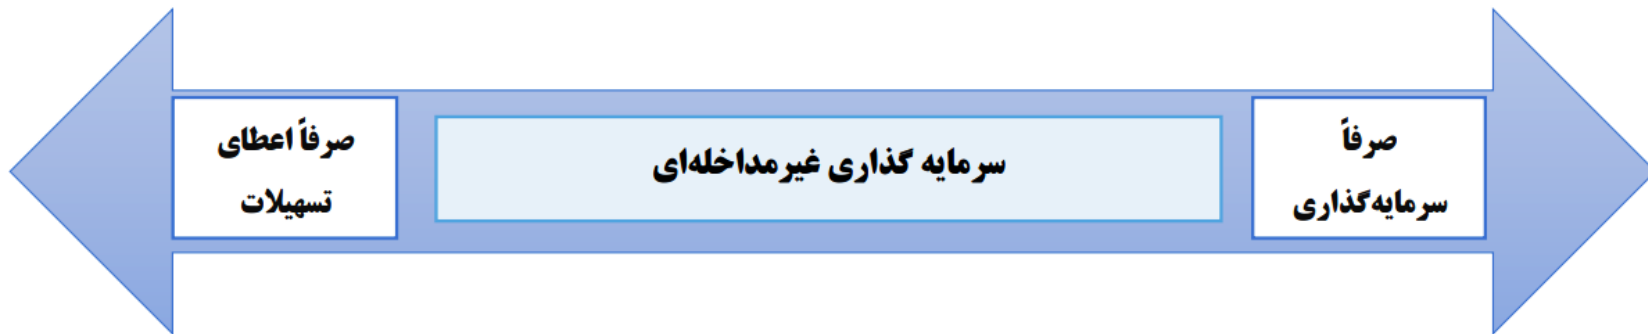 صرفاً
سرمایه‌گذاری
سرمایه گذاری غیرمداخله‌ای
صرفاً اعطای
تسهیلات